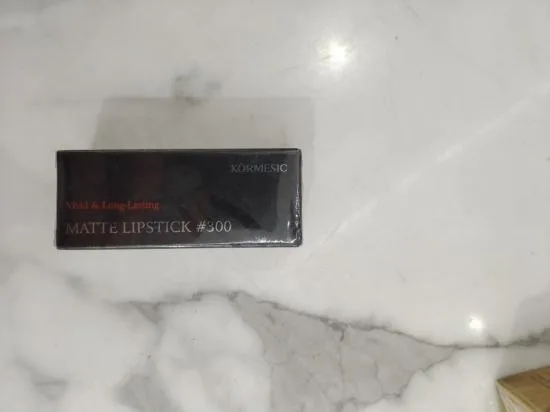 KORMESIC
Vivid & Long-Lasting
MATTE LIPSTICK #300